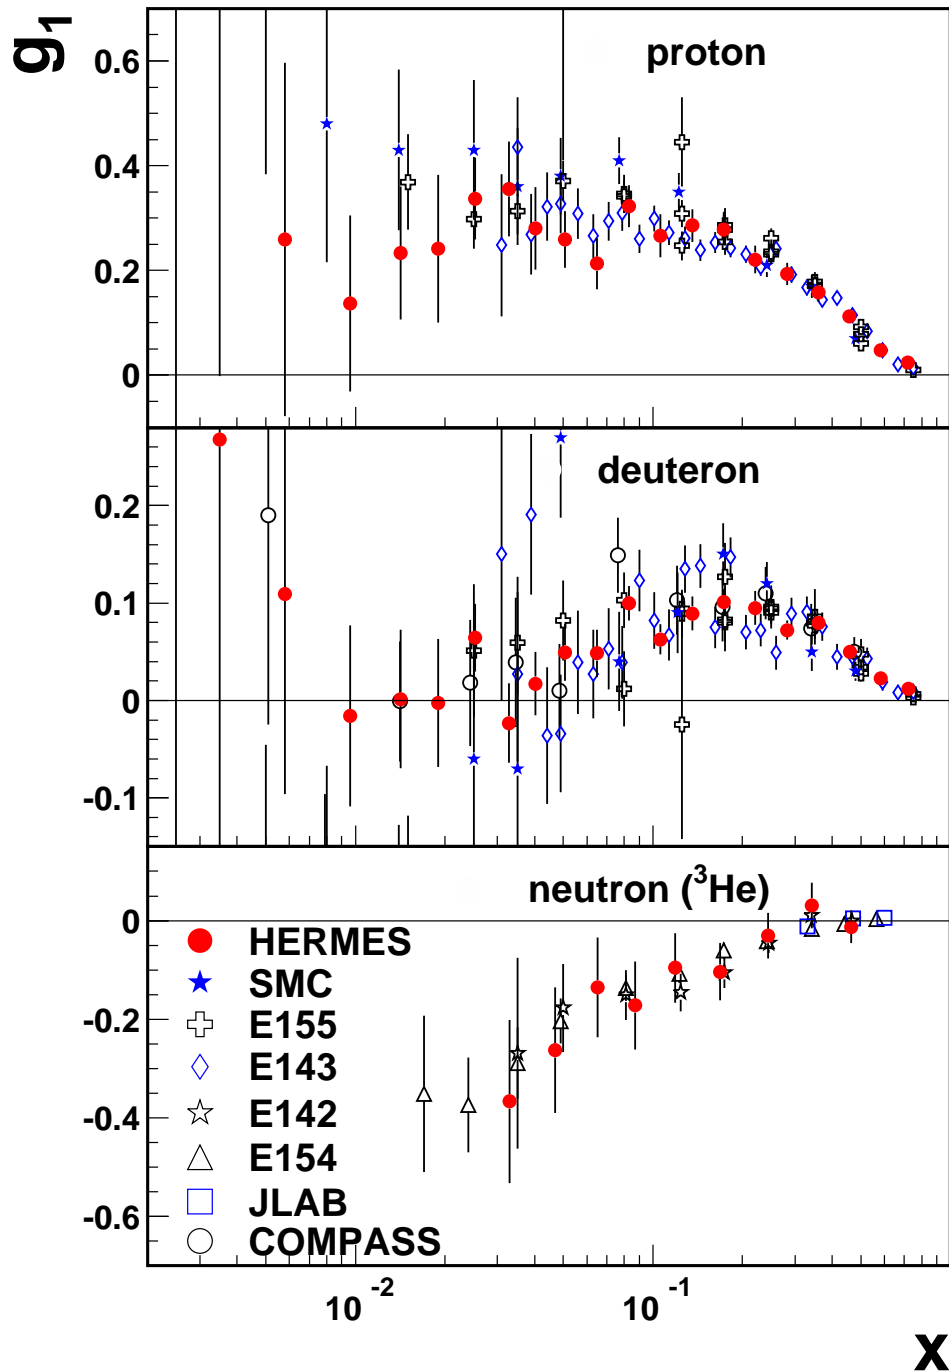 g1
proton
0.6
0.4
0.2
0
deuteron
0.2
0.1
0
-0.1
neutron (³He)
0
-0.2
-0.4
-0.6
HERMES
SMC
E155
E143
E142
E154
JLAB
COMPASS
10⁻²
10⁻¹
x